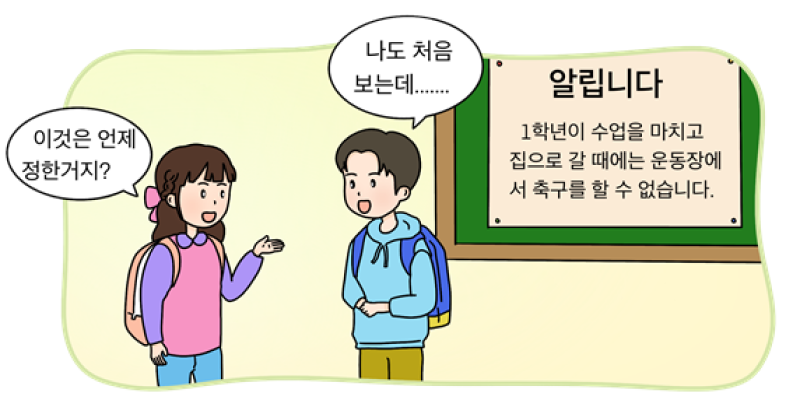 이것은 언제
정한거지?
나도 처음
보는데.......
알립니다
1학년이 수업을 마치고
집으로 갈 때에는 운동장에
서 축구를 할 수 없습니다.